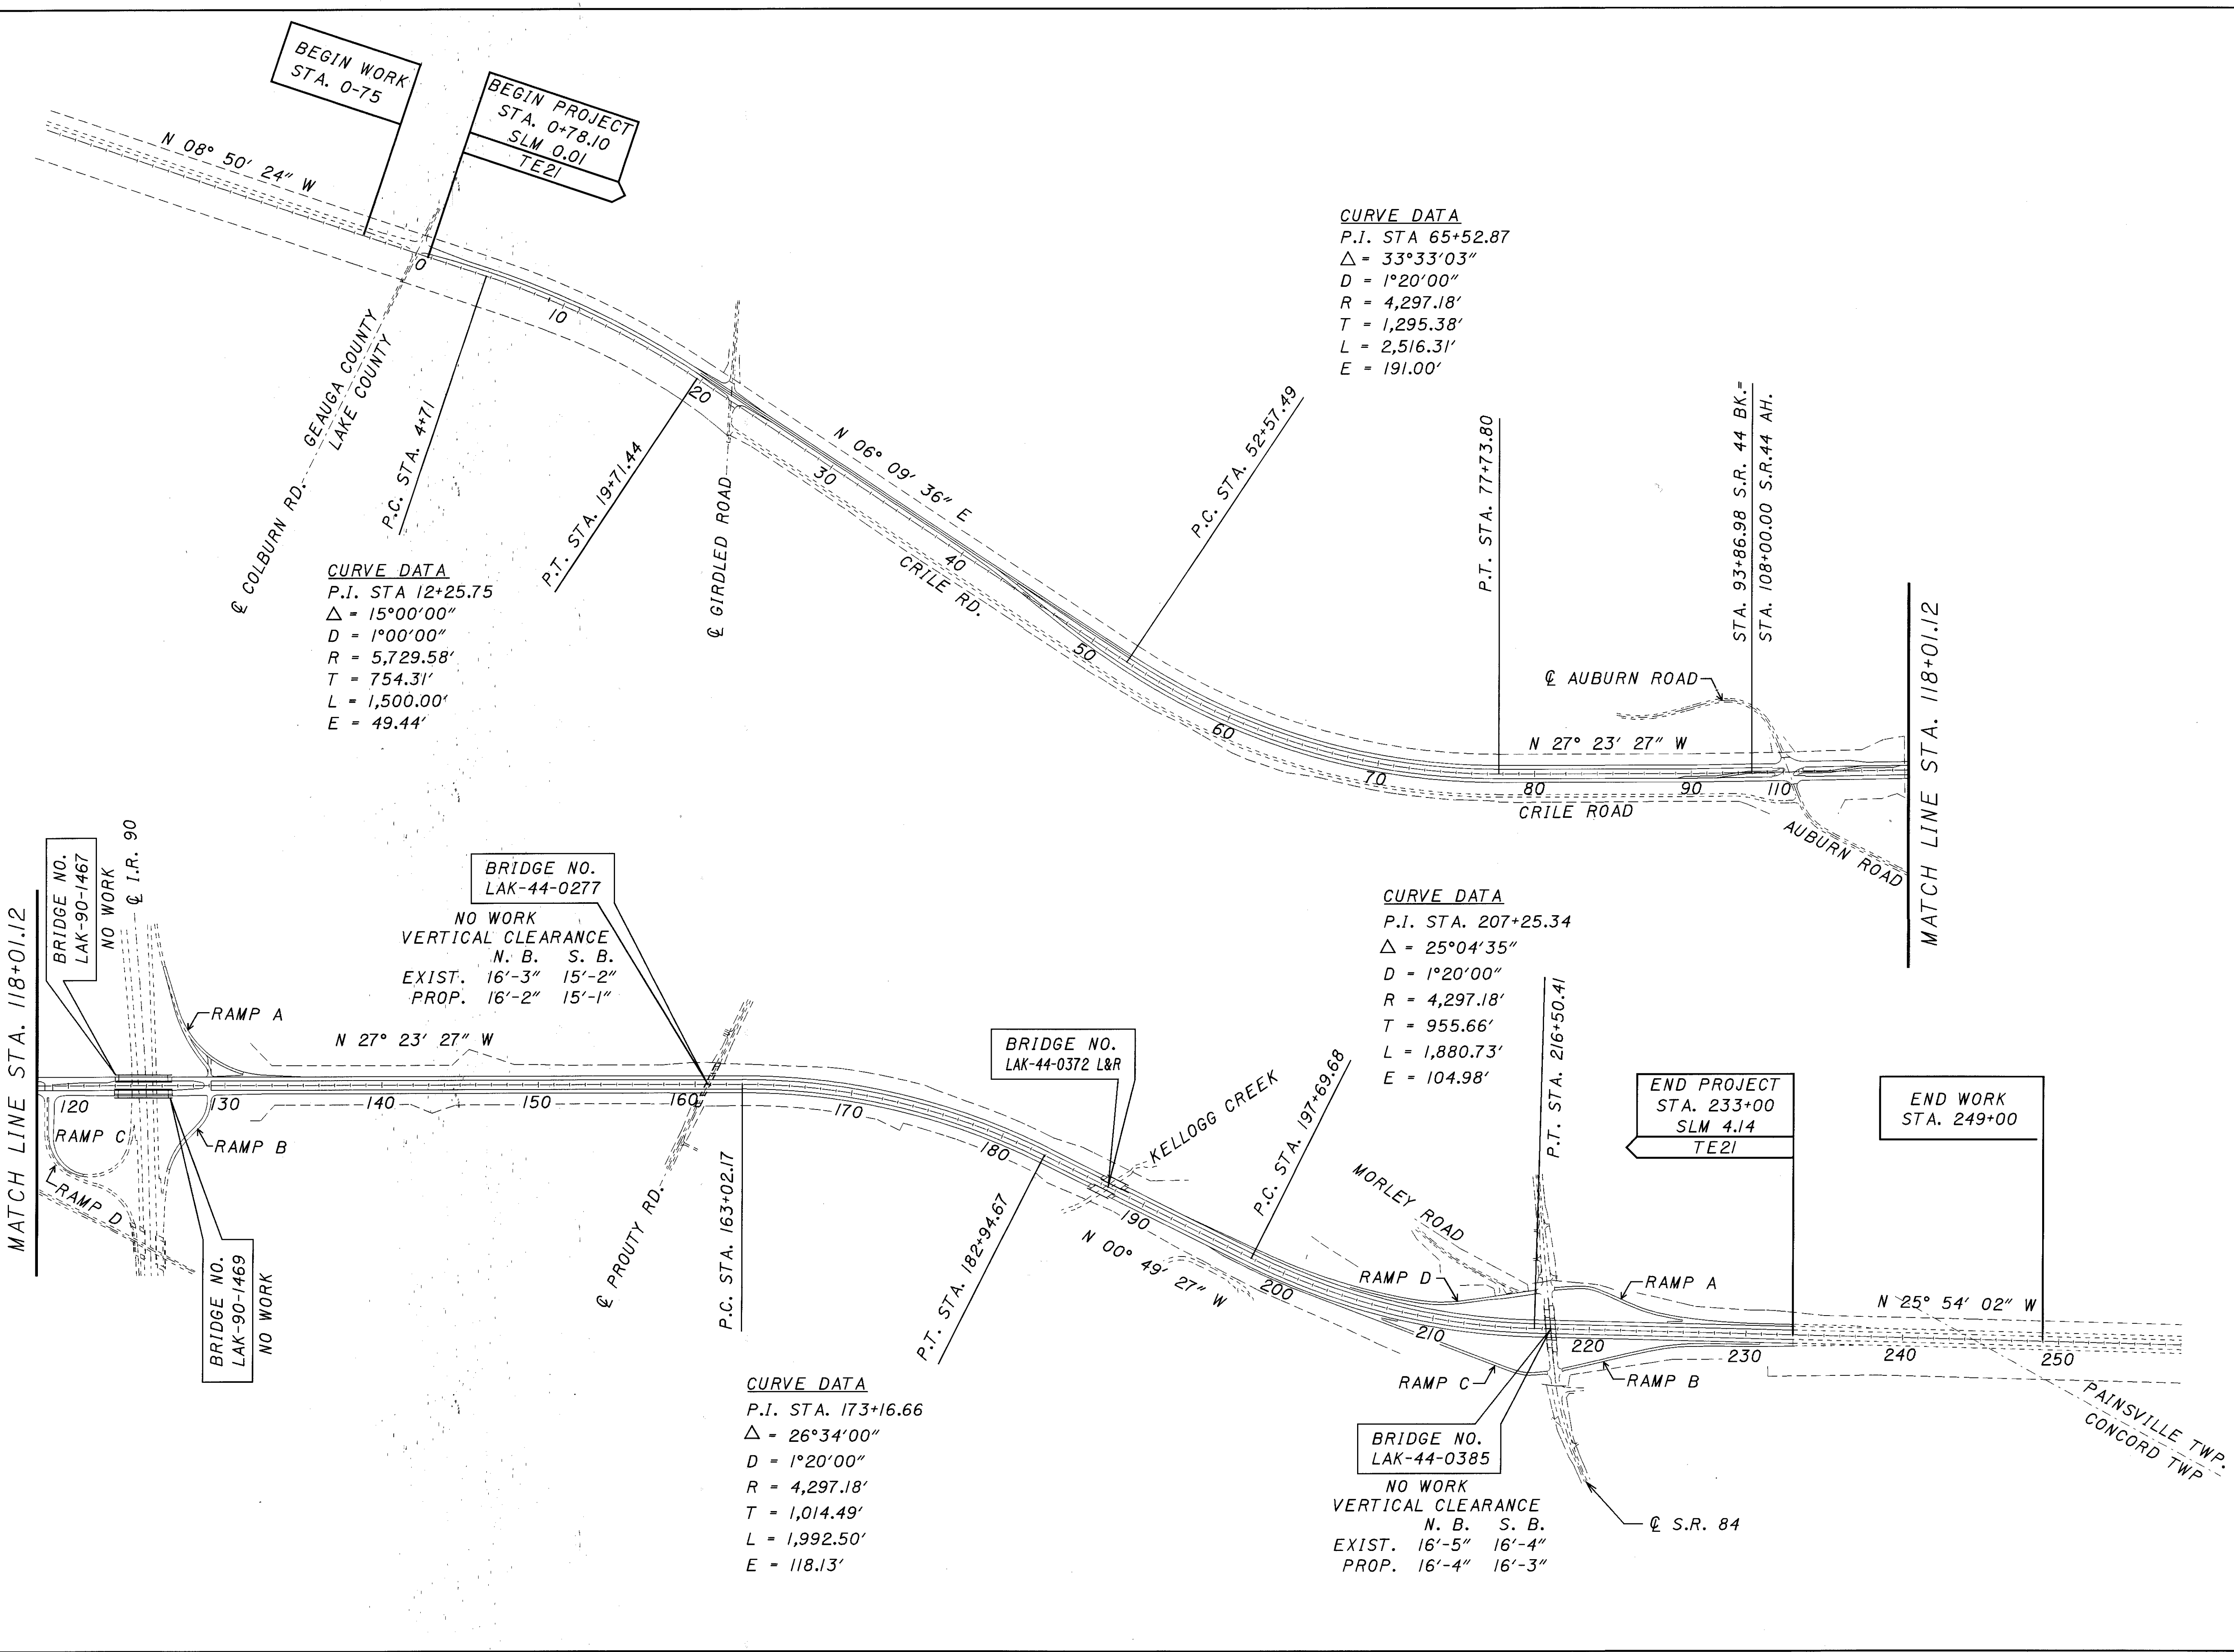 BEGIN WORK
STA. 0-75
BEGIN PROJECT
STA. 0+78.10
SLM 0.01
TE21
N 08° 50' 24" W
0
10
20
30
40
50
60
70
80
90
110
GEAUGA COUNTY
LAKE COUNTY
℄ COLBURN RD.
P.C. STA. 4+71
P.T. STA. 19+71.44
℄ GIRDLED ROAD
N 06° 09' 36" E
CRILE RD.
CURVE DATA
P.I. STA 12+25.75
△ = 15°00'00"
D = 1°00'00"
R = 5,729.58'
T = 754.31'
L = 1,500.00'
E = 49.44'
P.C. STA. 52+57.49
CURVE DATA
P.I. STA 65+52.87
△ = 33°33'03"
D = 1°20'00"
R = 4,297.18'
T = 1,295.38'
L = 2,516.31'
E = 191.00'
P.T. STA. 77+73.80
STA. 93+86.98 S.R. 44 BK.=
STA. 108+00.00 S.R.44 AH.
℄ AUBURN ROAD
N 27° 23' 27" W
CRILE ROAD
AUBURN ROAD
MATCH LINE STA. 118+01.12
MATCH LINE STA. 118+01.12
BRIDGE NO.
LAK-90-1467
NO WORK
℄ I.R. 90
RAMP A
RAMP C
RAMP B
RAMP D
BRIDGE NO.
LAK-90-1469
NO WORK
120
130
140
150
160
170
180
190
200
210
220
230
240
250
N 27° 23' 27" W
BRIDGE NO.
LAK-44-0277
NO WORK
VERTICAL CLEARANCE
N. B. S. B.
EXIST. 16'-3" 15'-2"
PROP. 16'-2" 15'-1"
℄ PROUTY RD.
P.C. STA. 163+02.17
P.T. STA. 182+94.67
CURVE DATA
P.I. STA. 173+16.66
△ = 26°34'00"
D = 1°20'00"
R = 4,297.18'
T = 1,014.49'
L = 1,992.50'
E = 118.13'
BRIDGE NO.
LAK-44-0372 L&R
KELLOGG CREEK
N 00° 49' 27" W
P.C. STA. 197+69.68
CURVE DATA
P.I. STA. 207+25.34
△ = 25°04'35"
D = 1°20'00"
R = 4,297.18'
T = 955.66'
L = 1,880.73'
E = 104.98'
P.T. STA. 216+50.41
MORLEY ROAD
RAMP D
RAMP A
RAMP C
RAMP B
BRIDGE NO.
LAK-44-0385
NO WORK
VERTICAL CLEARANCE
N. B. S. B.
EXIST. 16'-5" 16'-4"
PROP. 16'-4" 16'-3"
℄ S.R. 84
END PROJECT
STA. 233+00
SLM 4.14
TE21
END WORK
STA. 249+00
N 25° 54' 02" W
PAINSVILLE TWP.
CONCORD TWP